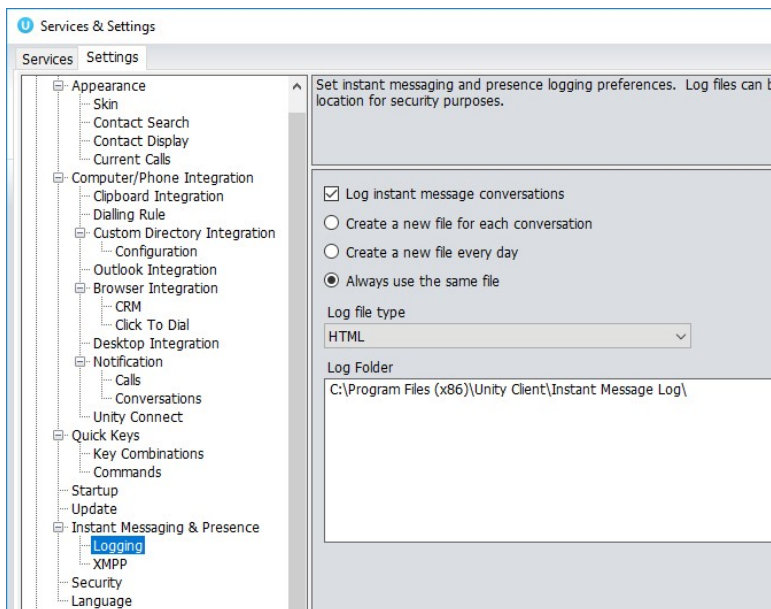 Services & Settings
Services
Settings
Appearance
Skin
Contact Search
Contact Display
Current Calls
Computer/Phone Integration
Clipboard Integration
Dialling Rule
Custom Directory Integration
Configuration
Outlook Integration
Browser Integration
CRM
Click To Dial
Desktop Integration
Notification
Calls
Conversations
Unity Connect
Quick Keys
Key Combinations
Commands
Startup
Update
Instant Messaging & Presence
Logging
XMPP
Security
Language
Set instant messaging and presence logging preferences. Log files can
location for security purposes.
Log instant message conversations
Create a new file for each conversation
Create a new file every day
Always use the same file
Log file type
HTML
Log Folder
C:\Program Files (x86)\Unity Client\Instant Message Log\